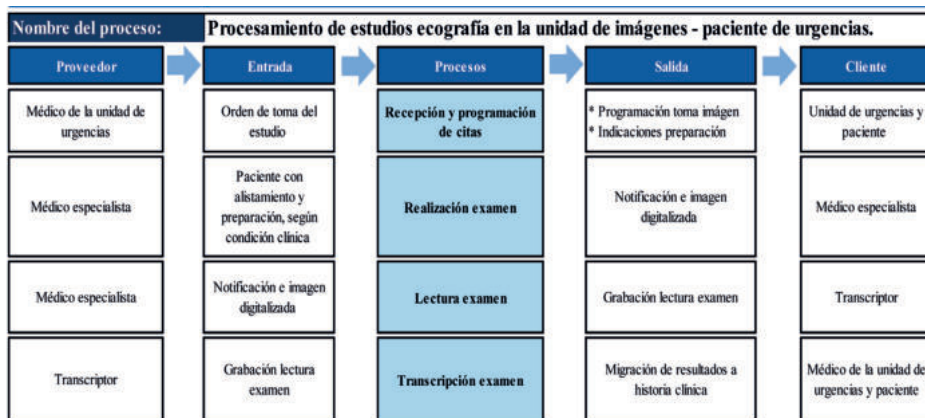 Nombre del proceso: Procesamiento de estudios ecografía en la unidad de imágenes - paciente de urgencias.
Proveedor
Entrada
Procesos
Salida
Cliente
Médico de la unidad de
urgencias
Orden de toma del
estudio
Recepción y programación
de citas
* Programación toma imágen
* Indicaciones preparación
Unidad de urgencias y
paciente
Médico especialista
Paciente con
alistamiento y
preparación, según
condición clínica
Realización examen
Notificación e imagen
digitalizada
Médico especialista
Médico especialista
Notificación e imagen
digitalizada
Lectura examen
Grabación lectura examen
Transcriptor
Transcriptor
Grabación lectura
examen
Transcripción examen
Migración de resultados a
historia clínica
Médico de la unidad de
urgencias y paciente